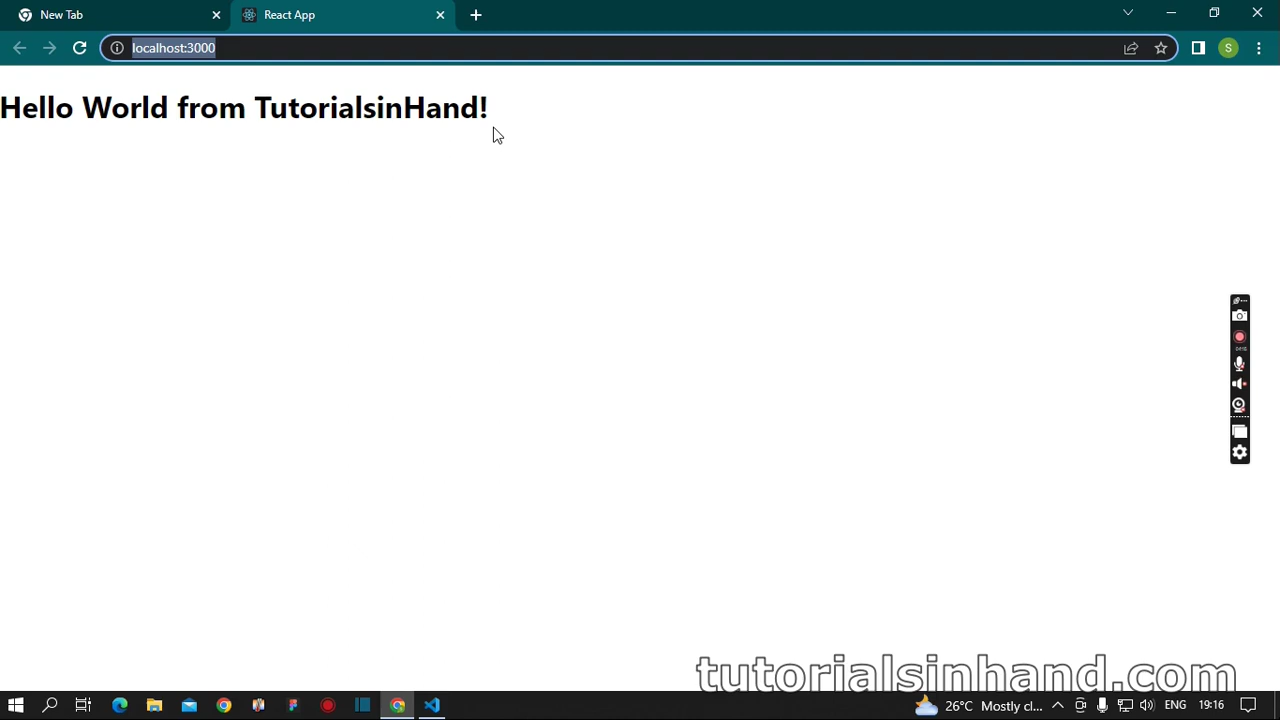 New Tab
React App
localhost:3000
S
Hello World from TutorialsinHand!
tutorialsinhand.com
26°C Mostly cl...
ENG
19:16